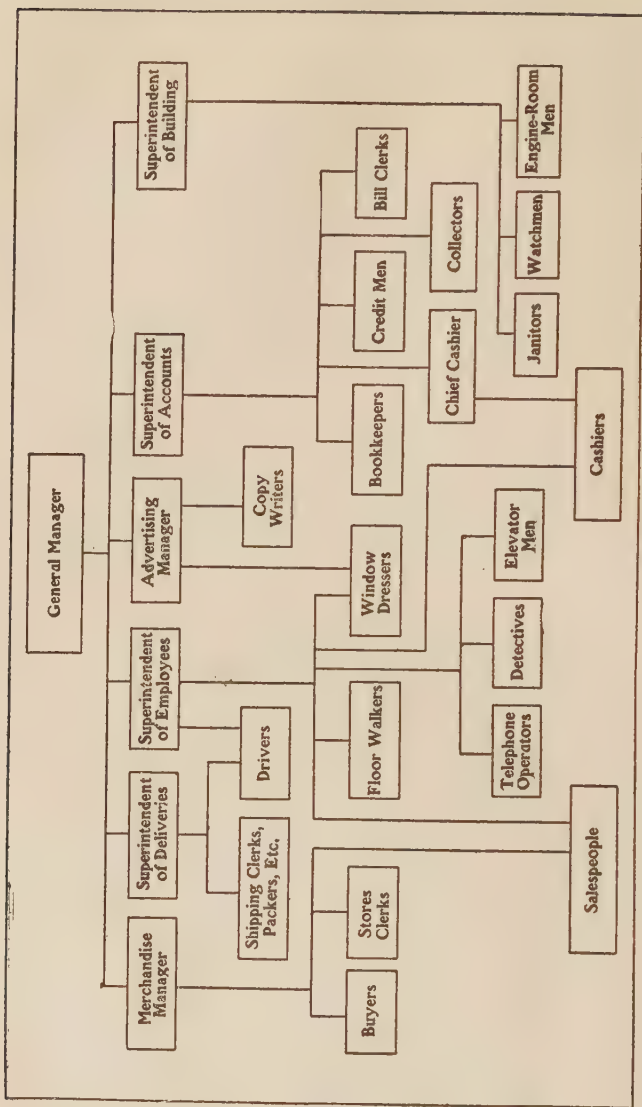 General Manager
Merchandise
Manager
Superintendent
of Deliveries
Superintendent
of Employees
Advertising
Manager
Superintendent
of Accounts
Superintendent
of Building
Shipping Clerks,
Packers, Etc.
Drivers
Copy
Writers
Buyers
Stores
Clerks
Floor Walkers
Window
Dressers
Bookkeepers
Credit Men
Bill Clerks
Chief Cashier
Collectors
Telephone
Operators
Detectives
Elevator
Men
Janitors
Watchmen
Engine-Room
Men
Salespeople
Cashiers